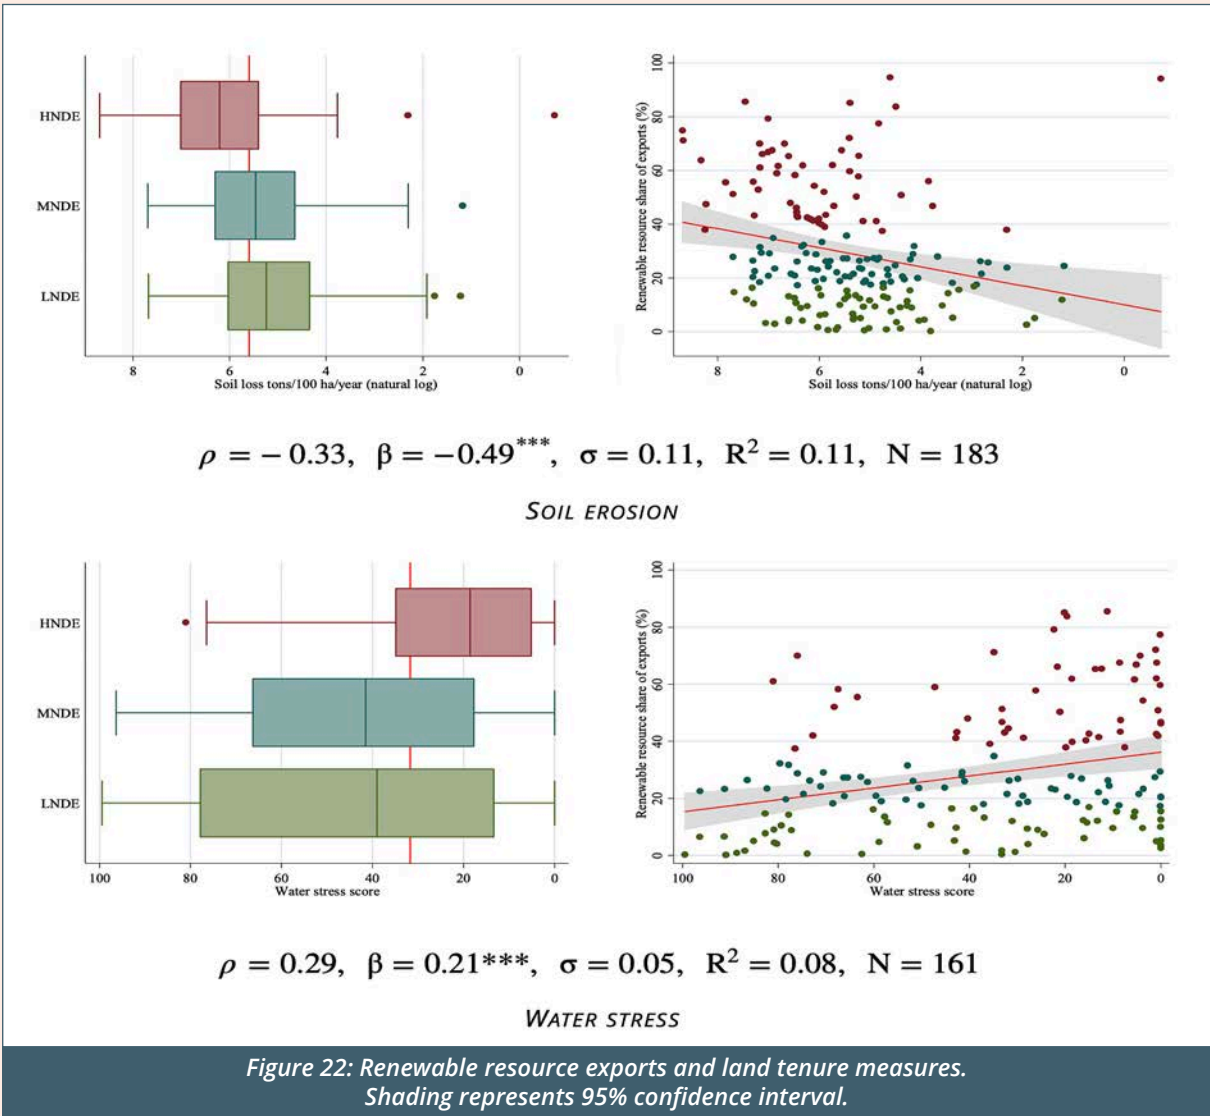 HNDE
MNDE
LNDE
8 6 4 2 0
Soil loss tons/100 ha/year (natural log)
Renewable resource share of exports (%)
100
80
60
40
20
0
8 6 4 2 0
Soil loss tons/100 ha/year (natural log)
ρ = − 0.33, β = −0.49***, σ = 0.11, R² = 0.11, N = 183
SOIL EROSION
HNDE
MNDE
LNDE
100 80 60 40 20 0
Water stress score
Renewable resource share of exports (%)
100
80
60
40
20
0
100 80 60 40 20 0
Water stress score
ρ = 0.29, β = 0.21***, σ = 0.05, R² = 0.08, N = 161
WATER STRESS
Figure 22: Renewable resource exports and land tenure measures.
Shading represents 95% confidence interval.